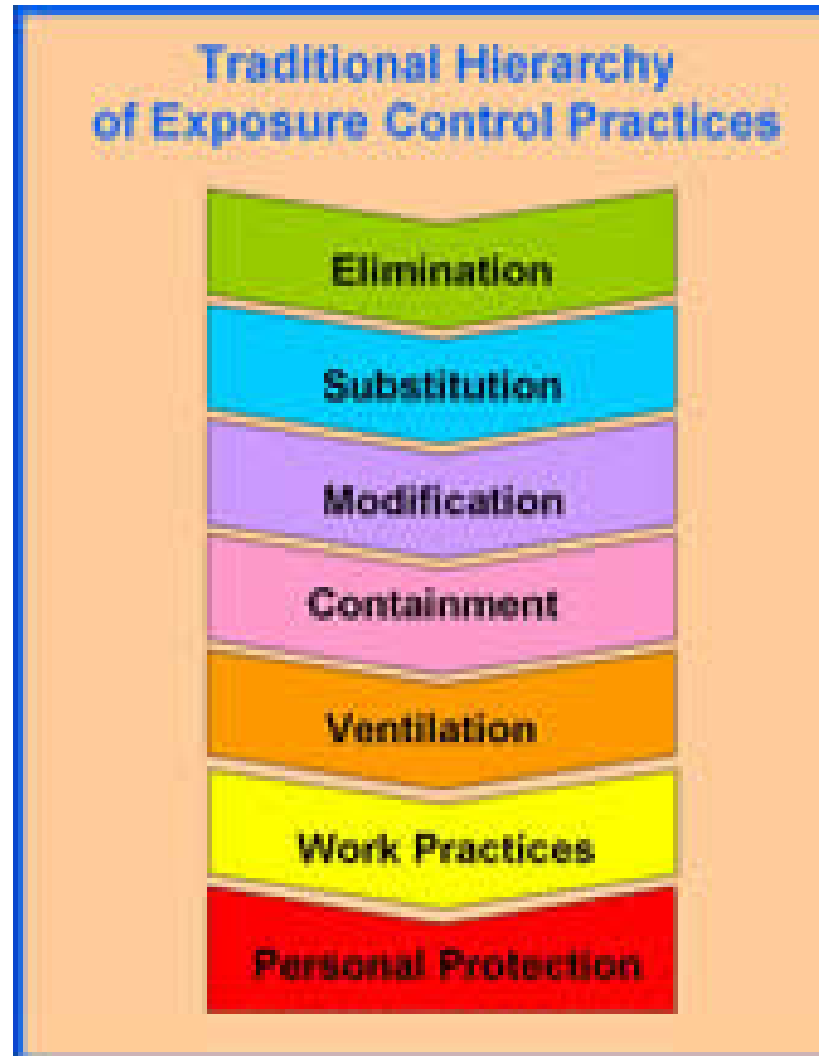 Traditional Hierarchy
of Exposure Control Practices
Elimination
Substitution
Modification
Containment
Ventilation
Work Practices
Personal Protection